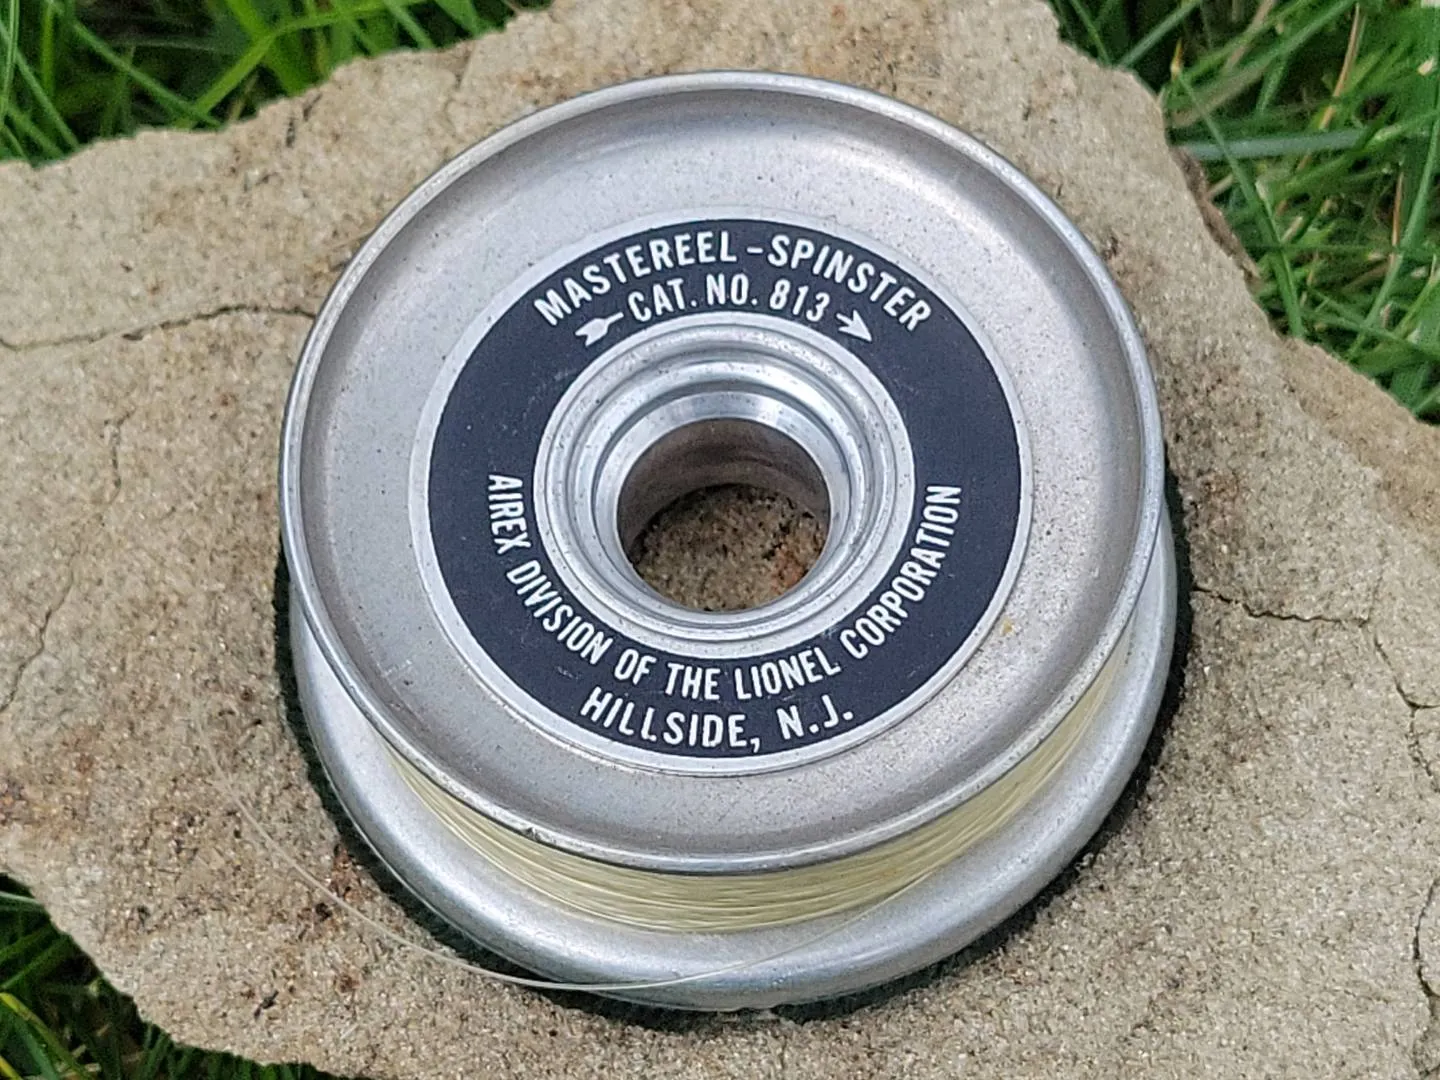 MASTEREEL-SPINSTER
CAT. NO. 813
AIREX DIVISION OF THE LIONEL CORPORATION
HILLSIDE, N.J.